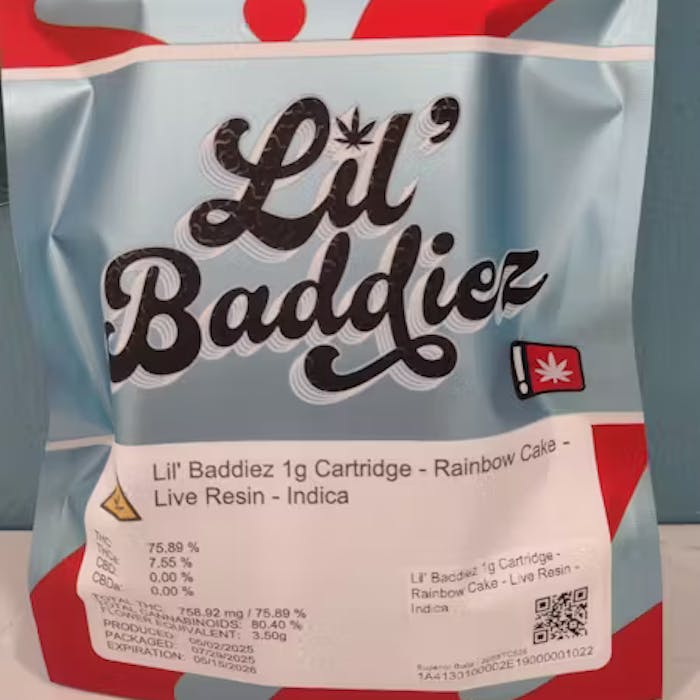 Lil'
Baddiez
Lil' Baddiez 1g Cartridge - Rainbow Cake -
Live Resin - Indica
THC: 75.89 %
THCa: 7.55 %
CBD: 0.00 %
CBDa: 0.00 %
TOTAL THC: 758.92 mg / 75.89 %
TOTAL CANNABINOIDS: 80.40 %
FLOWER EQUIVALENT: 3.50g
PRODUCED: 05/02/2025
PACKAGED: 07/29/2025
EXPIRATION: 05/15/2026
Lil' Baddiez 1g Cartridge -
Rainbow Cake - Live Resin -
Indica
1A4130100002E19000001022